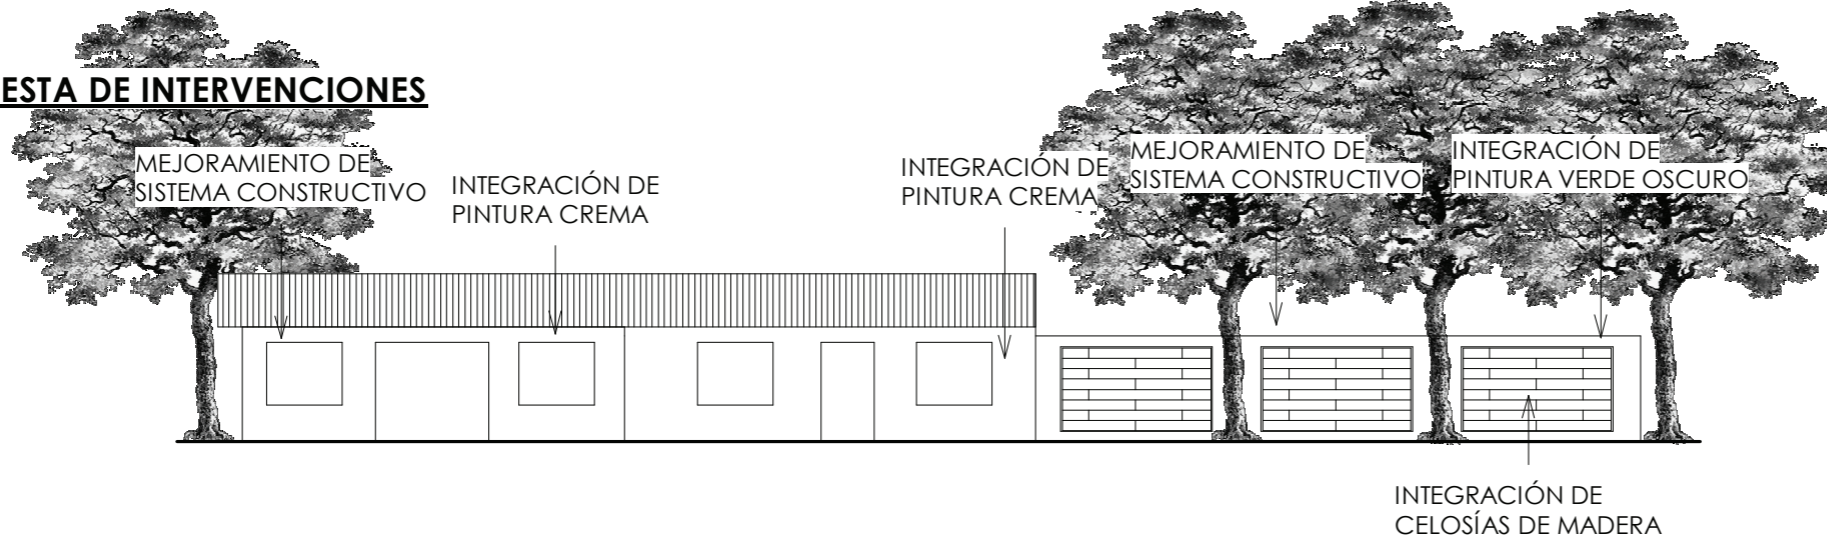 ESTA DE INTERVENCIONES
MEJORAMIENTO DE
SISTEMA CONSTRUCTIVO
INTEGRACIÓN DE
PINTURA CREMA
INTEGRACIÓN DE
PINTURA CREMA
MEJORAMIENTO DE
SISTEMA CONSTRUCTIVO
INTEGRACIÓN DE
PINTURA VERDE OSCURO
INTEGRACIÓN DE
CELOSÍAS DE MADERA